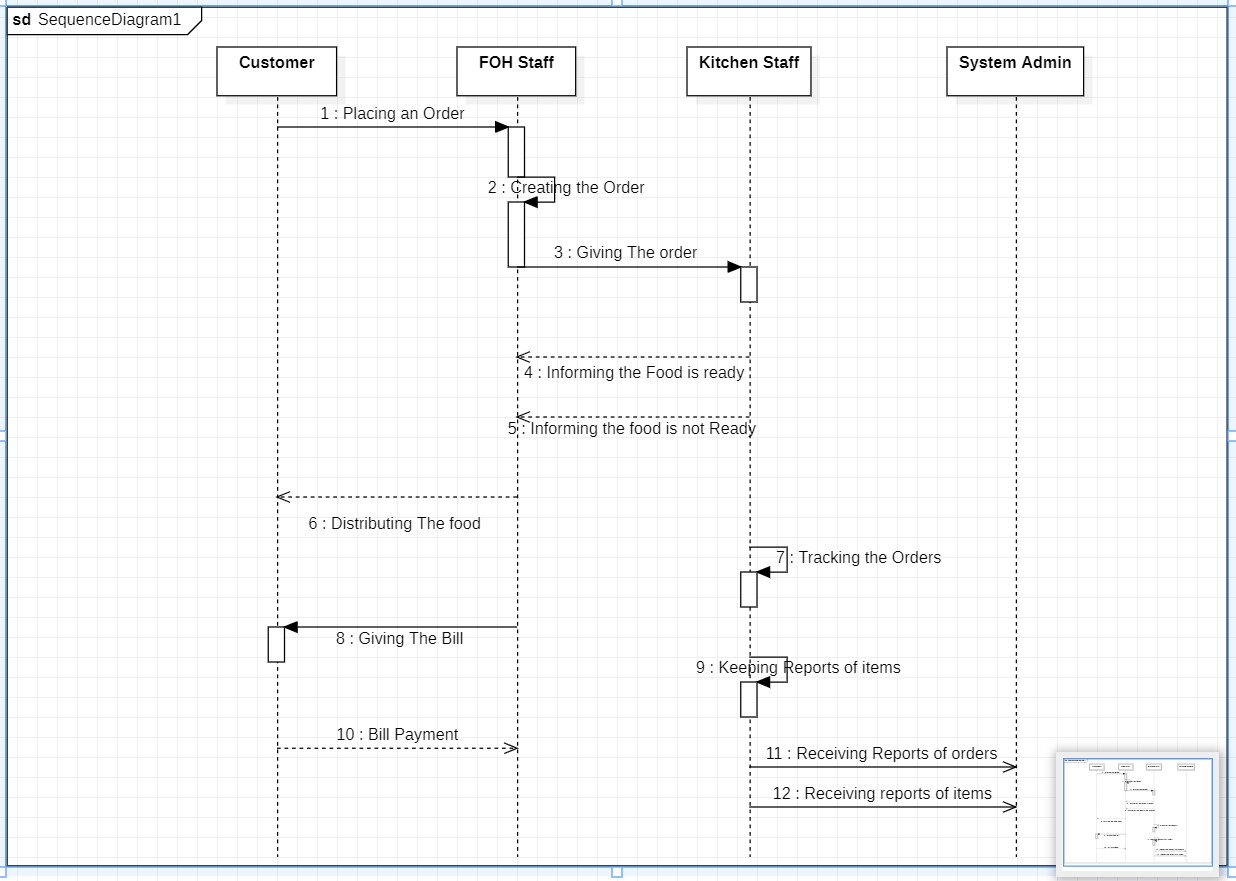 sd SequenceDiagram1
Customer
FOH Staff
Kitchen Staff
System Admin
1 : Placing an Order
2 : Creating the Order
3 : Giving The order
4 : Informing the Food is ready
5 : Informing the food is not Ready
6 : Distributing The food
7 : Tracking the Orders
8 : Giving The Bill
9 : Keeping Reports of items
10 : Bill Payment
11 : Receiving Reports of orders
12 : Receiving reports of items